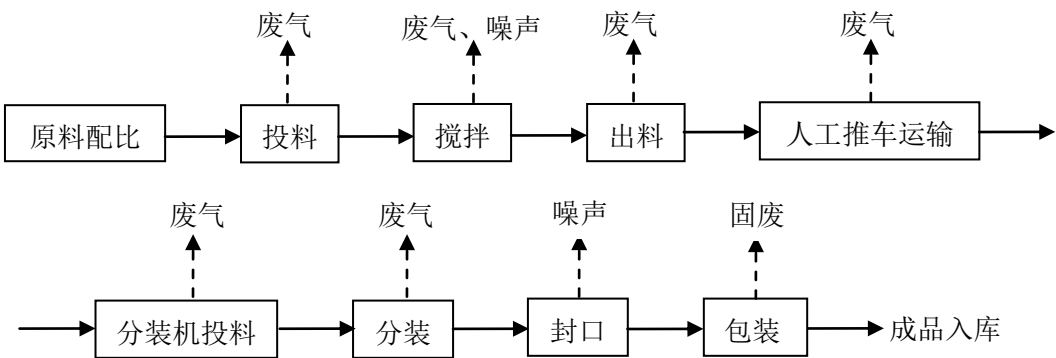 废气 废气、噪声 废气 废气
原料配比 投料 搅拌 出料 人工推车运输
废气 废气 噪声 固废
分装机投料 分装 封口 包装 成品入库